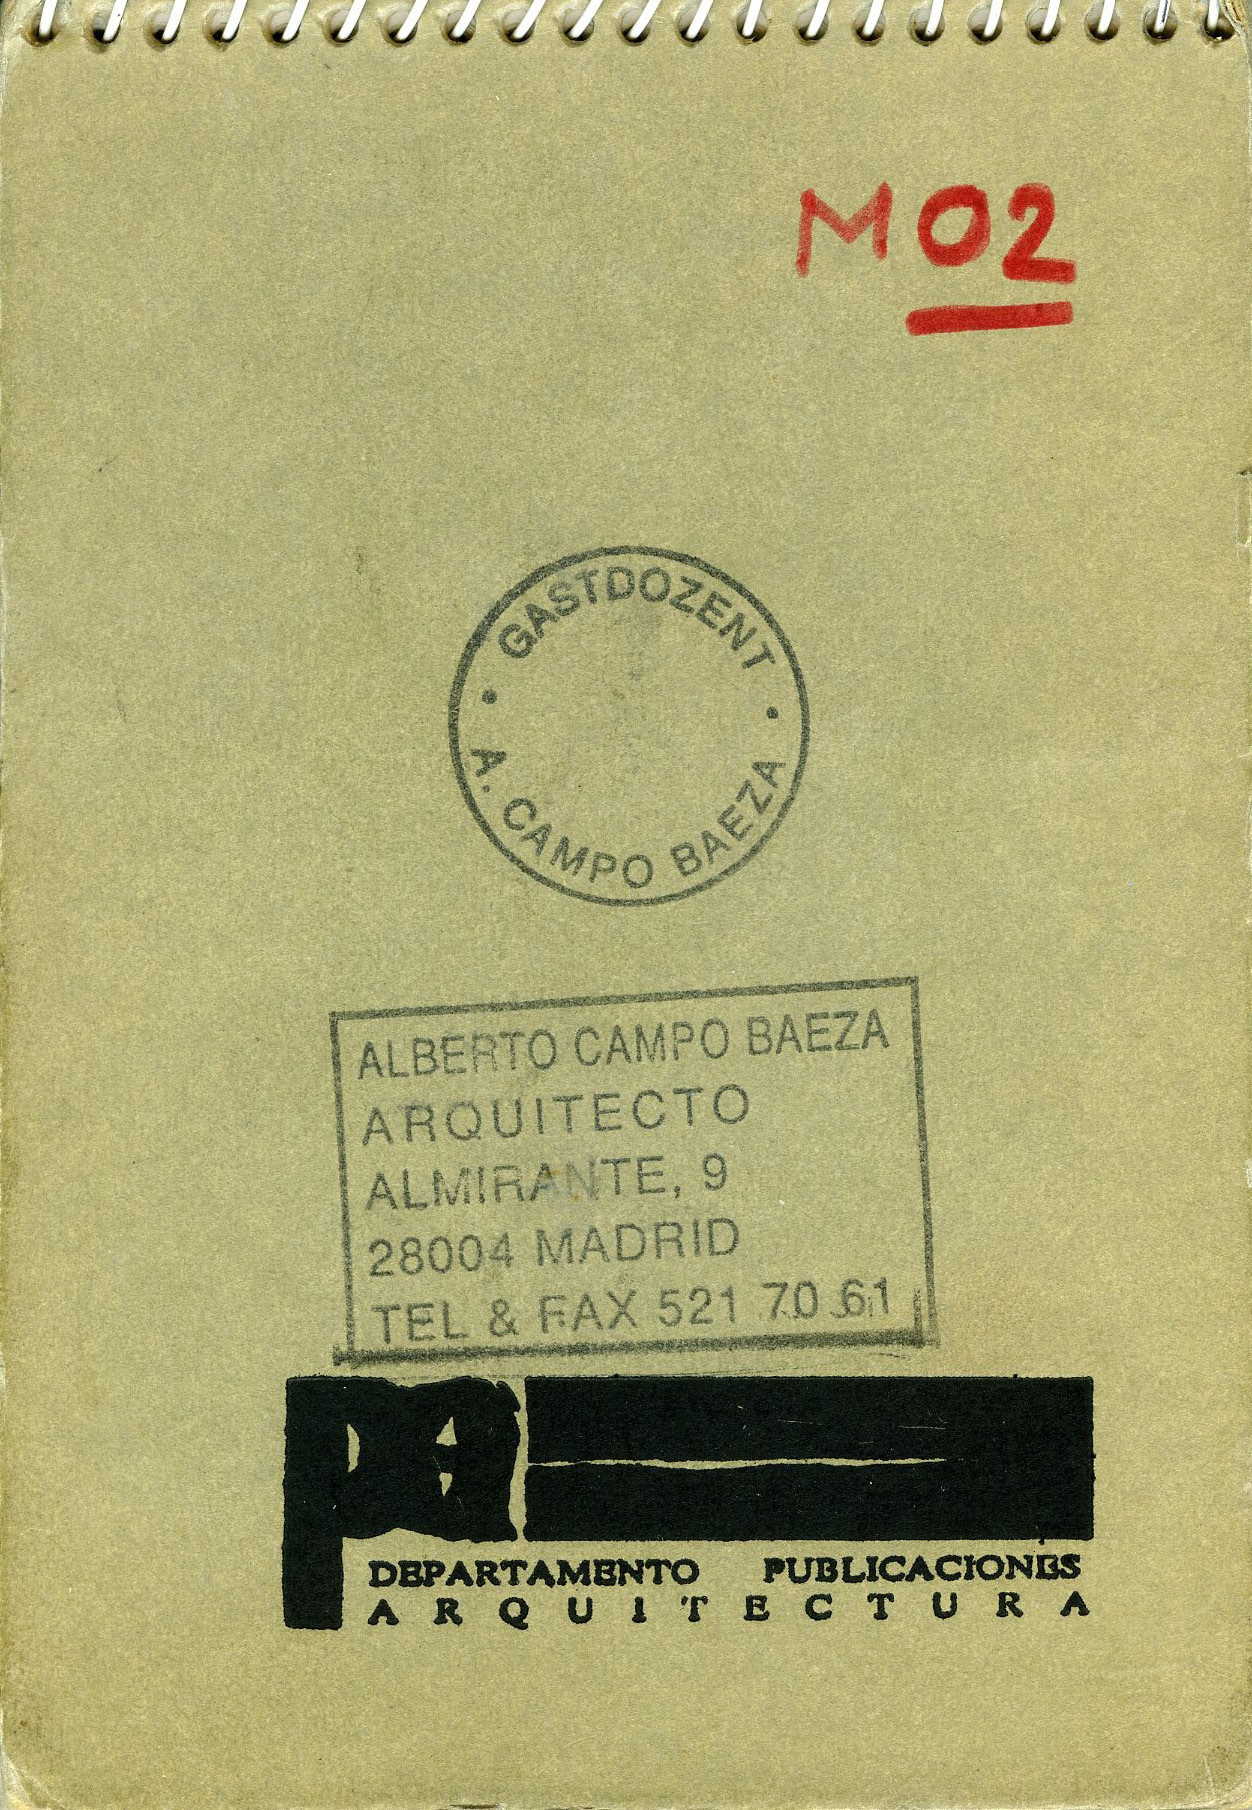 M02
GASTDOZENT
A. CAMPO BAEZA
ALBERTO CAMPO BAEZA
ARQUITECTO
ALMIRANTE, 9
28004 MADRID
TEL & FAX 521 70 61
pa
DEPARTAMENTO PUBLICACIONES
ARQUITECTURA